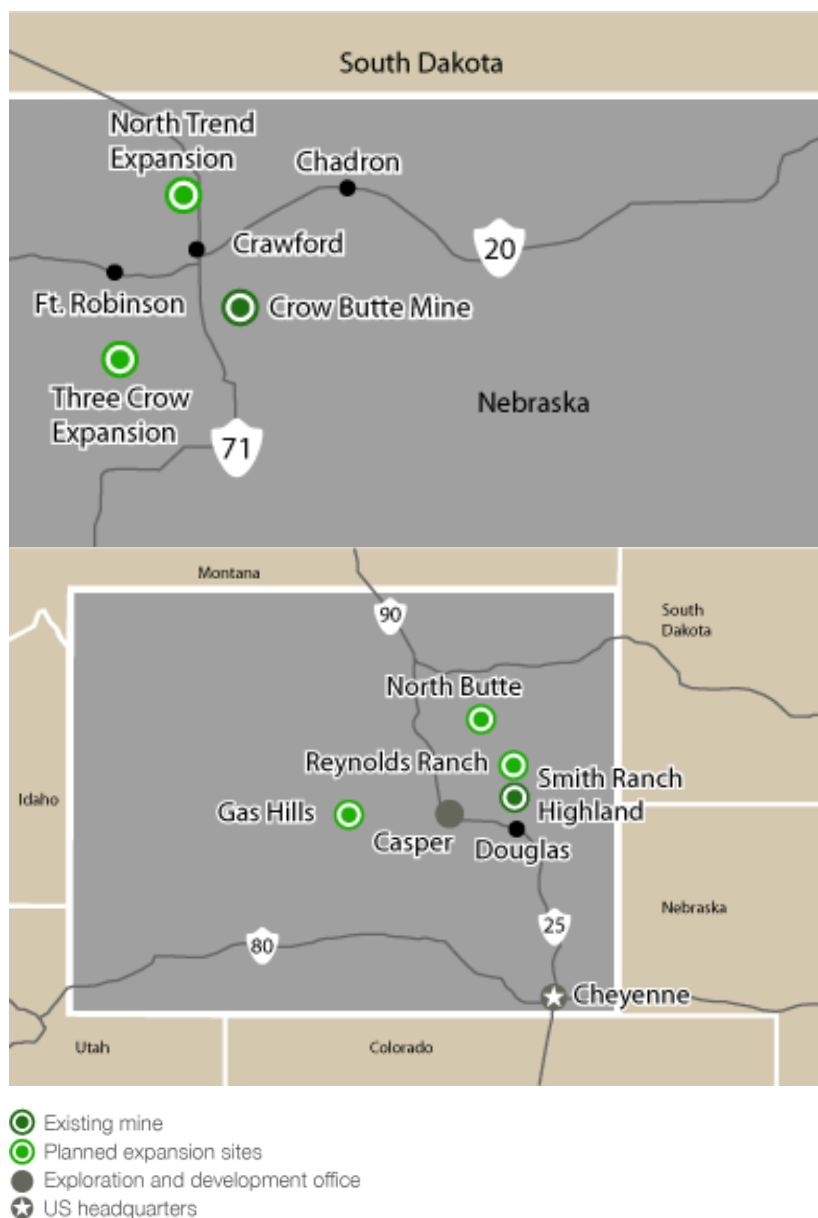 South Dakota
North Trend
Expansion
Chadron
Crawford
20
Ft. Robinson
Crow Butte Mine
Three Crow
Expansion
Nebraska
71
Montana
90
South
Dakota
North Butte
Reynolds Ranch
Smith Ranch
Highland
Idaho
Gas Hills
Casper
Douglas
Nebraska
25
80
Cheyenne
Utah
Colorado
Existing mine
Planned expansion sites
Exploration and development office
US headquarters